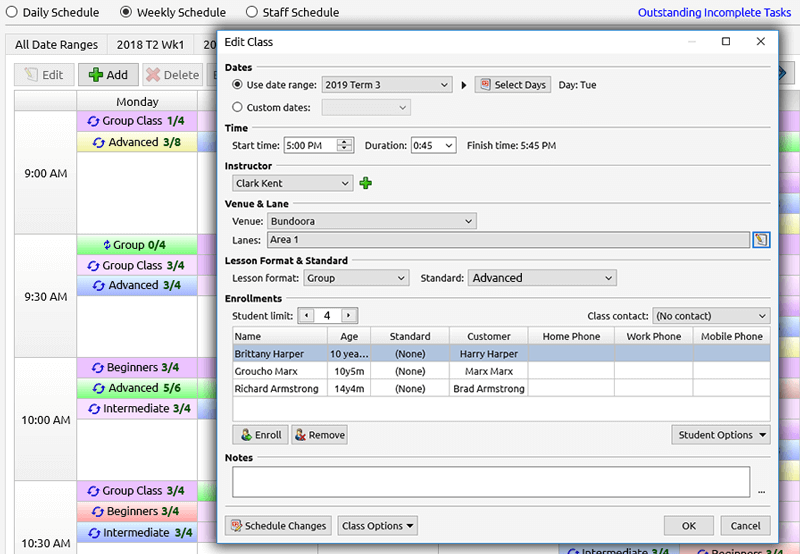 Daily Schedule Weekly Schedule Staff Schedule Outstanding Incomplete Tasks
All Date Ranges 2018 T2 Wk1 20
Edit Add Delete
Monday
9:00 AM
Group Class 1/4
Advanced 3/8
9:30 AM
Group 0/4
Group Class 3/4
Advanced 3/4
10:00 AM
Beginners 3/4
Advanced 5/6
Intermediate 3/4
10:30 AM
Group Class 3/4
Beginners 3/4
Intermediate 3/4
Edit Class
Dates
Use date range: 2019 Term 3 Select Days Day: Tue
Custom dates:
Time
Start time: 5:00 PM Duration: 0:45 Finish time: 5:45 PM
Instructor
Clark Kent
Venue & Lane
Venue: Bundoora
Lanes: Area 1
Lesson Format & Standard
Lesson format: Group Standard: Advanced
Enrollments
Student limit: 4 Class contact: (No contact)
Name Age Standard Customer Home Phone Work Phone Mobile Phone
Brittany Harper 10 yea... (None) Harry Harper
Groucho Marx 10y5m (None) Marx Marx
Richard Armstrong 14y4m (None) Brad Armstrong
Enroll Remove Student Options
Notes
...
Schedule Changes Class Options OK Cancel